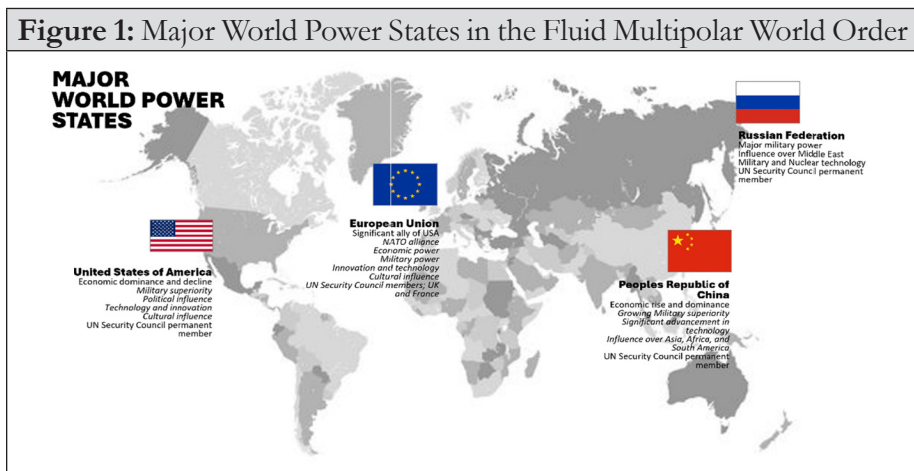 Figure 1: Major World Power States in the Fluid Multipolar World Order
MAJOR
WORLD POWER
STATES
Russian Federation
Major military power
Influence over Middle East
Military and Nuclear technology
UN Security Council permanent
member
European Union
Significant ally of USA
NATO alliance
Economic power
Military power
Innovation and technology
Cultural influence
UN Security Council members; UK
and France
United States of America
Economic dominance and decline
Military superiority
Political influence
Technology and innovation
Cultural influence
UN Security Council permanent
member
Peoples Republic of
China
Economic rise and dominance
Growing Military superiority
Significant advancement in
technology
Influence over Asia, Africa, and
South America
UN Security Council permanent
member